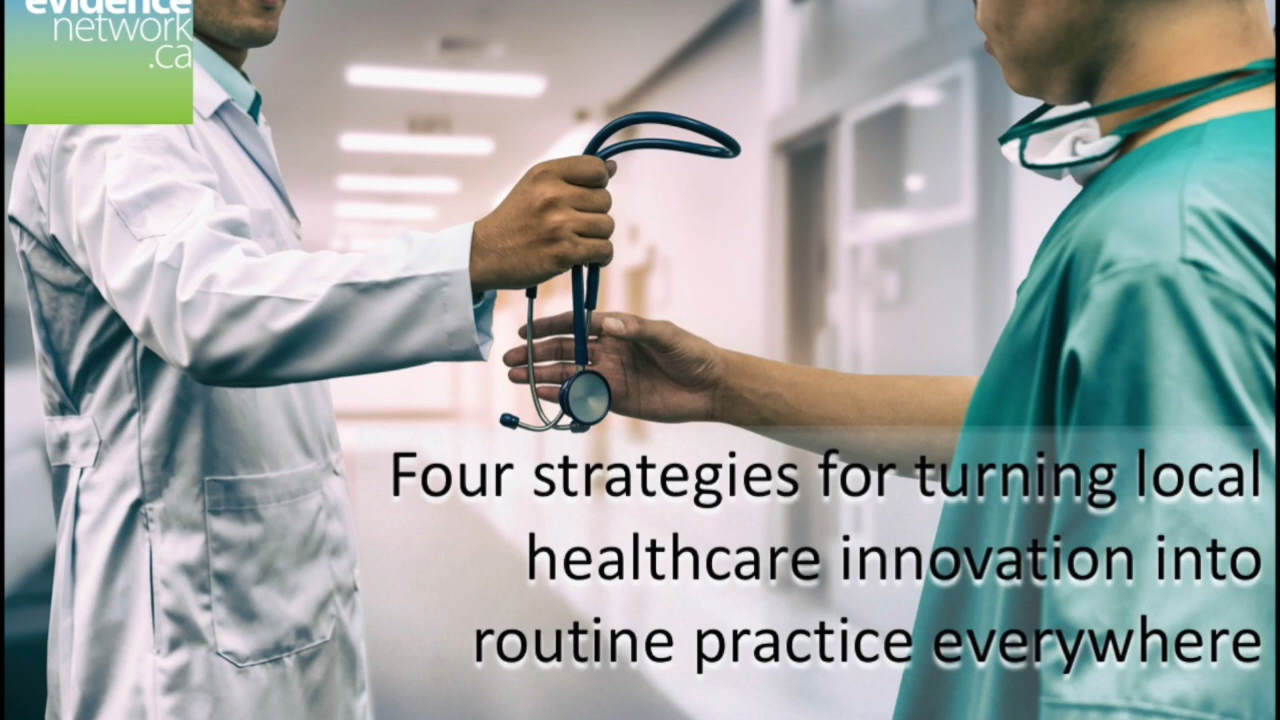 evidence
network
.ca
Four strategies for turning local
healthcare innovation into
routine practice everywhere